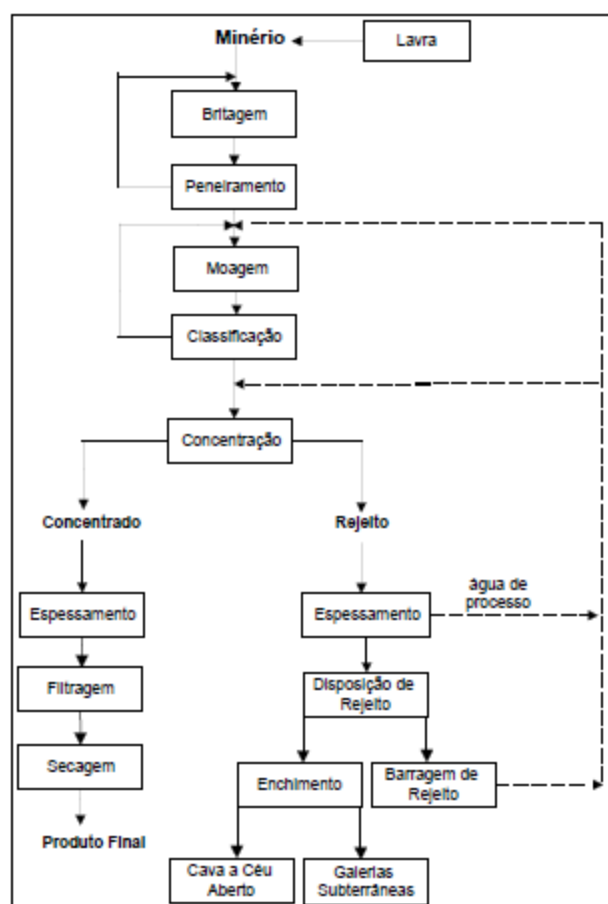 Minério
Lavra
Britagem
Peneiramento
Moagem
Classificação
Concentração
Concentrado
Rejeito
água de
processo
Espessamento
Espessamento
Filtragem
Disposição de
Rejeito
Secagem
Enchimento
Barragem de
Rejeito
Produto Final
Cava a Céu
Aberto
Galerias
Subterrâneas